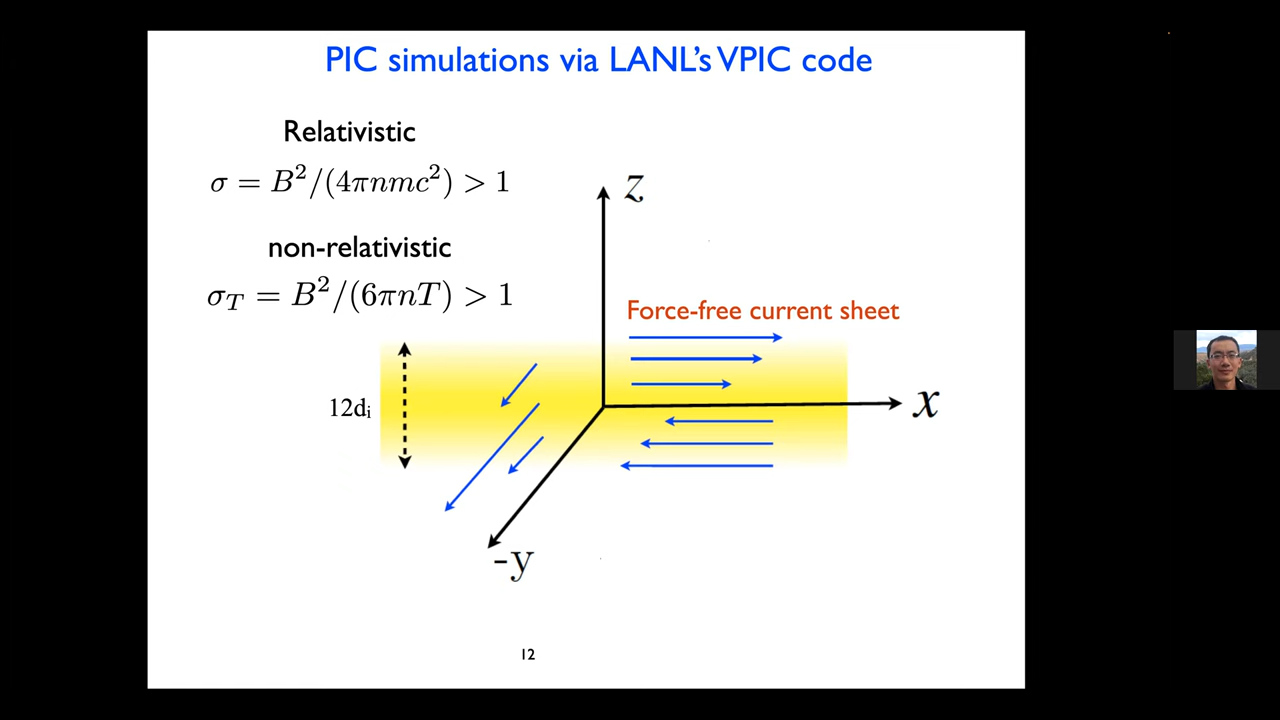 PIC simulations via LANL's VPIC code
Relativistic
σ = B²/(4πnmc²) > 1
non-relativistic
σ_T = B²/(6πnT) > 1
z
Force-free current sheet
12dᵢ
x
-y
12